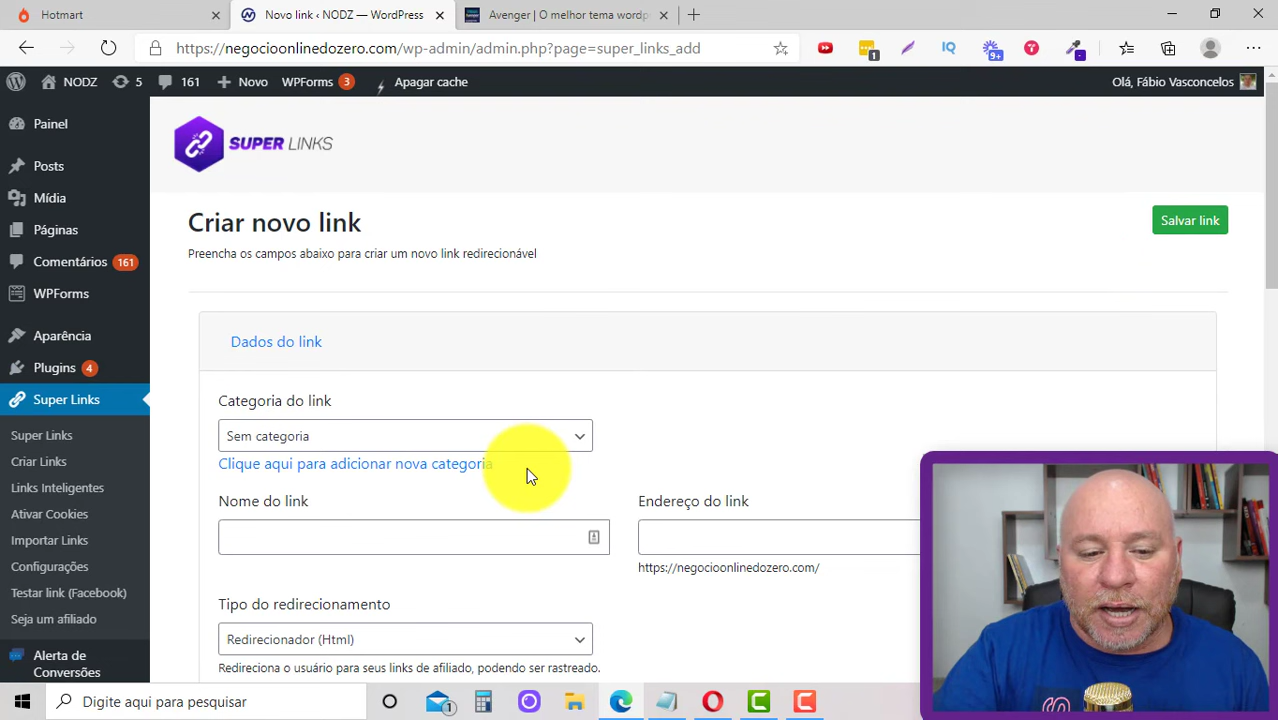 Hotmart
Novo link ‹ NODZ — WordPress
Avenger | O melhor tema wordp
https://negocioonlinedozero.com/wp-admin/admin.php?page=super_links_add
1
IQ
9+
NODZ
5
161
Novo
WPForms
3
Apagar cache
Olá, Fábio Vasconcelos
Painel
Posts
Mídia
Páginas
Comentários 161
WPForms
Aparência
Plugins 4
Super Links
Super Links
Criar Links
Links Inteligentes
Ativar Cookies
Importar Links
Configurações
Testar link (Facebook)
Seja um afiliado
Alerta de
Conversões
SUPER LINKS
Criar novo link
Salvar link
Preencha os campos abaixo para criar um novo link redirecionável
Dados do link
Categoria do link
Sem categoria
Clique aqui para adicionar nova categoria
Nome do link
Endereço do link
https://negocioonlinedozero.com/
Tipo do redirecionamento
Redirecionador (Html)
Redireciona o usuário para seus links de afiliado, podendo ser rastreado.
Digite aqui para pesquisar
1